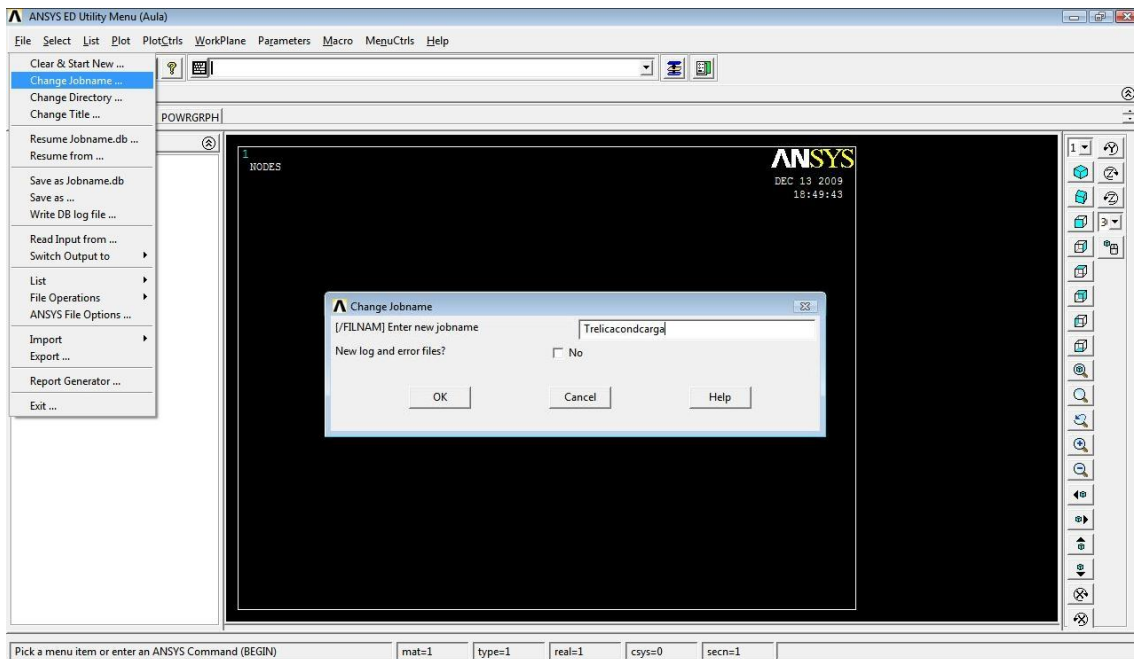 ANSYS ED Utility Menu (Aula)
File Select List Plot PlotCtrls WorkPlane Parameters Macro MenuCtrls Help
Clear & Start New ...
Change Jobname ...
Change Directory ...
Change Title ...
POWRGRPH
Resume Jobname.db ...
Resume from ...
Save as Jobname.db
Save as ...
Write DB log file ...
Read Input from ...
Switch Output to
List
File Operations
ANSYS File Options ...
Import
Export ...
Report Generator ...
Exit ...
1
NODES
ANSYS
DEC 13 2009
18:49:43
Change Jobname
[/FILNAM] Enter new jobname Trelicacondcarga
New log and error files? No
OK Cancel Help
1
3
Pick a menu item or enter an ANSYS Command (BEGIN) mat=1 type=1 real=1 csys=0 secn=1